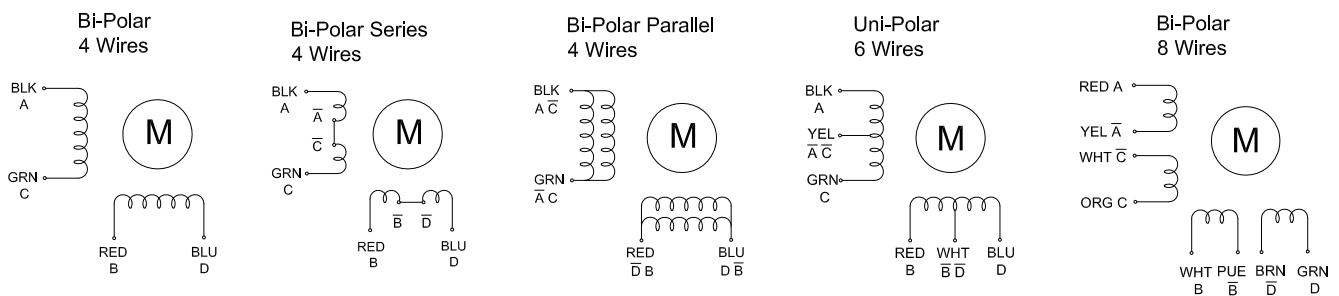 Bi-Polar
4 Wires
BLK
A
GRN
C
M
RED
B
BLU
D
Bi-Polar Series
4 Wires
BLK
A
A̅
C̅
GRN
C
M
B̅ D̅
RED
B
BLU
D
Bi-Polar Parallel
4 Wires
BLK
A C̅
GRN
A̅ C
M
RED
D̅ B
BLU
D B̅
Uni-Polar
6 Wires
BLK
A
YEL
A̅ C̅
GRN
C
M
RED
B
WHT
B̅ D̅
BLU
D
Bi-Polar
8 Wires
RED A
YEL A̅
WHT C̅
ORG C
M
WHT
B
PUE
B̅
BRN
D̅
GRN
D